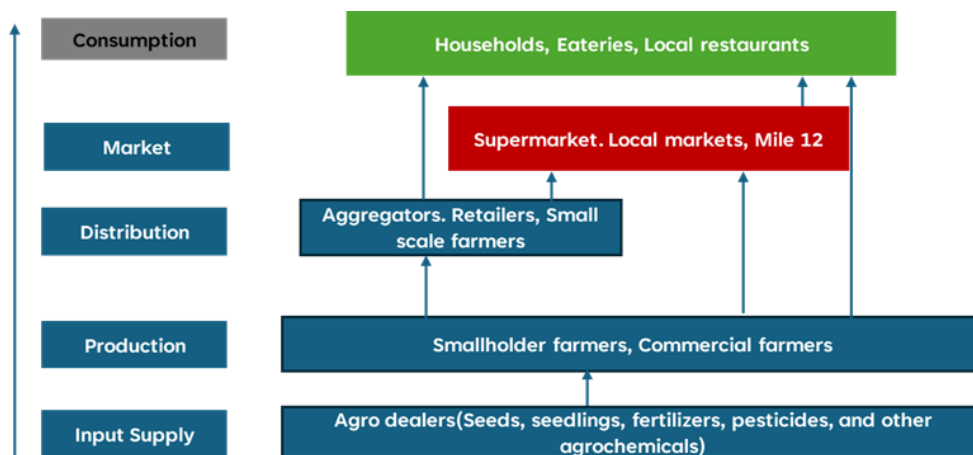 Consumption
Households, Eateries, Local restaurants
Market
Supermarket. Local markets, Mile 12
Distribution
Aggregators. Retailers, Small
scale farmers
Production
Smallholder farmers, Commercial farmers
Input Supply
Agro dealers(Seeds, seedlings, fertilizers, pesticides, and other
agrochemicals)